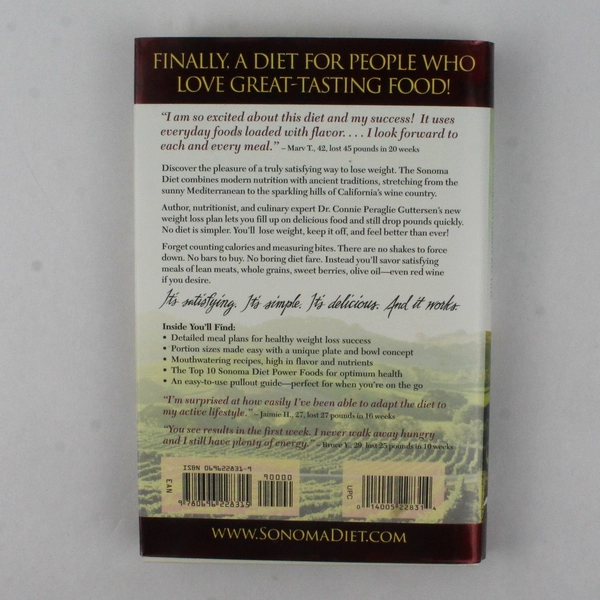 FINALLY, A DIET FOR PEOPLE WHO
LOVE GREAT-TASTING FOOD!
"I am so excited about this diet and my success! It uses
everyday foods loaded with flavor. . . . I look forward to
each and every meal." – Marv T., 42, lost 45 pounds in 20 weeks
Discover the pleasure of a truly satisfying way to lose weight. The Sonoma
Diet combines modern nutrition with ancient traditions, stretching from the
sunny Mediterranean to the sparkling hills of California's wine country.
Author, nutritionist, and culinary expert Dr. Connie Peraglie Guttersen's new
weight loss plan lets you fill up on delicious food and still drop pounds quickly.
No diet is simpler. You'll lose weight, keep it off, and feel better than ever!
Forget counting calories and measuring bites. There are no shakes to force
down. No bars to buy. No boring diet fare. Instead you'll savor satisfying
meals of lean meats, whole grains, sweet berries, olive oil—even red wine
if you desire.
It's satisfying. It's simple. It's delicious. And it works.
Inside You'll Find:
• Detailed meal plans for healthy weight loss success
• Portion sizes made easy with a unique plate and bowl concept
• Mouthwatering recipes, high in flavor and nutrients
• The Top 10 Sonoma Diet Power Foods for optimum health
• An easy-to-use pullout guide—perfect for when you're on the go
"I'm surprised at how easily I've been able to adapt the diet to
my active lifestyle." – Jaimie H., 27, lost 27 pounds in 16 weeks
"You see results in the first week. I never walk away hungry
and I still have plenty of energy." – Bruce Y., 29, lost 25 pounds in 10 weeks
ISBN 069622831-9
90000
EAN
9 780696 228315
UPC
0 14005 22831 4
WWW.SONOMADIET.COM